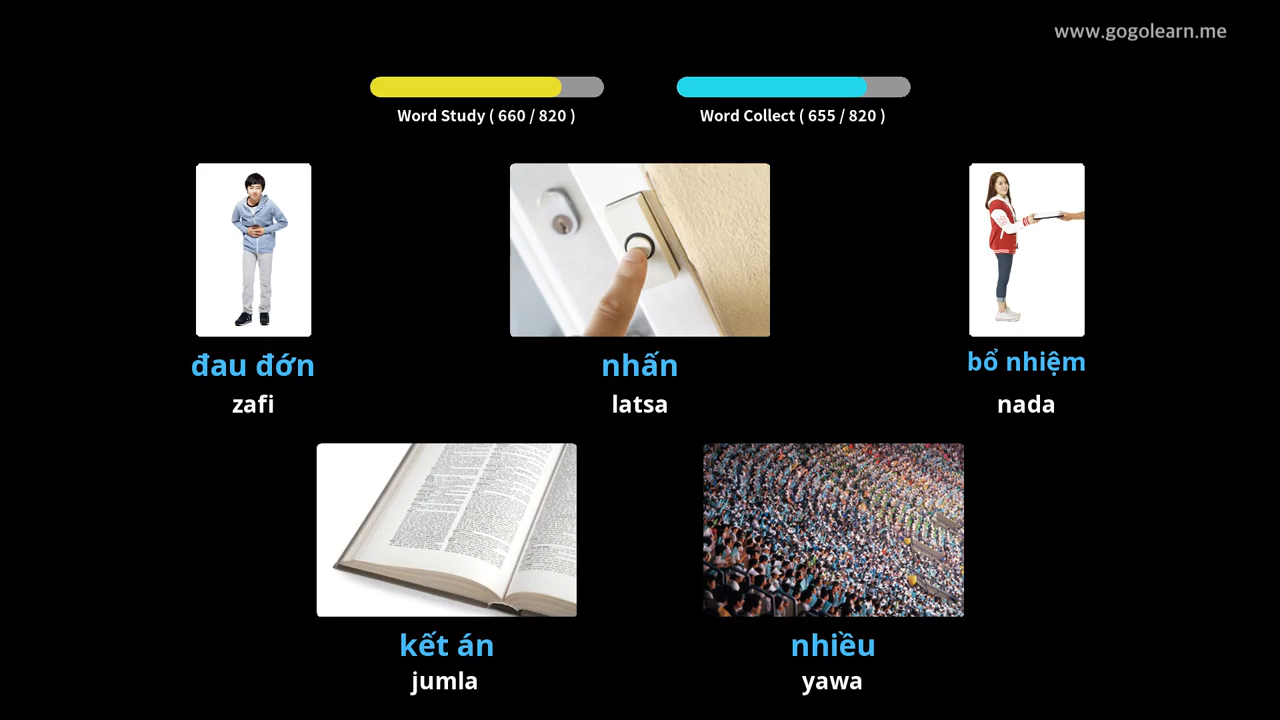 www.gogolearn.me
Word Study ( 660 / 820 )
Word Collect ( 655 / 820 )
đau đớn
zafi
nhấn
latsa
bổ nhiệm
nada
kết án
jumla
nhiều
yawa